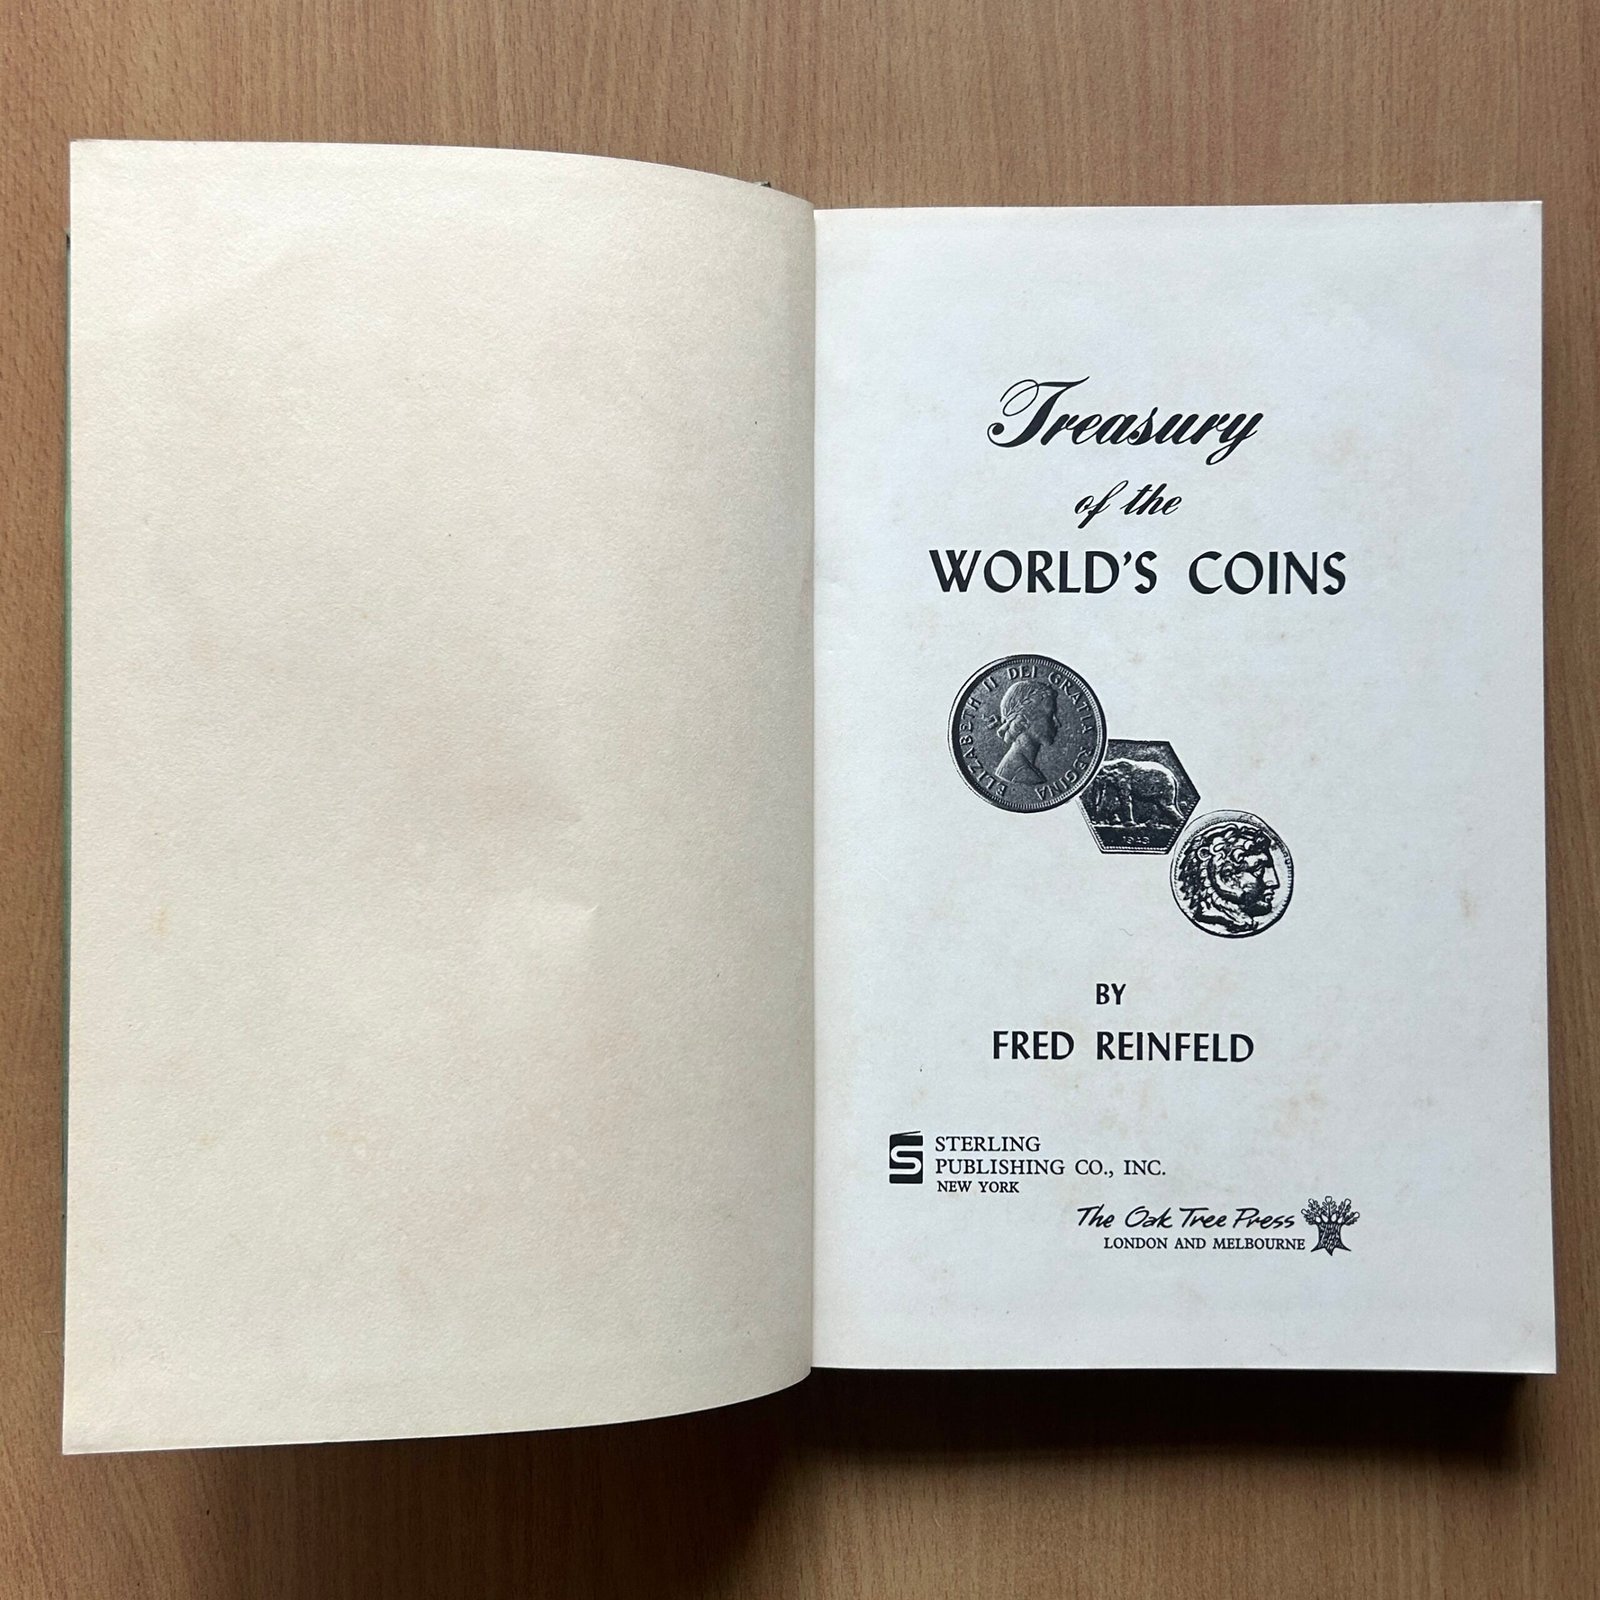 Treasury
of the
WORLD'S COINS
ELIZABETH II DEI GRATIA REGINA
1943
BY
FRED REINFELD
S
STERLING
PUBLISHING CO., INC.
NEW YORK
The Oak Tree Press
LONDON AND MELBOURNE